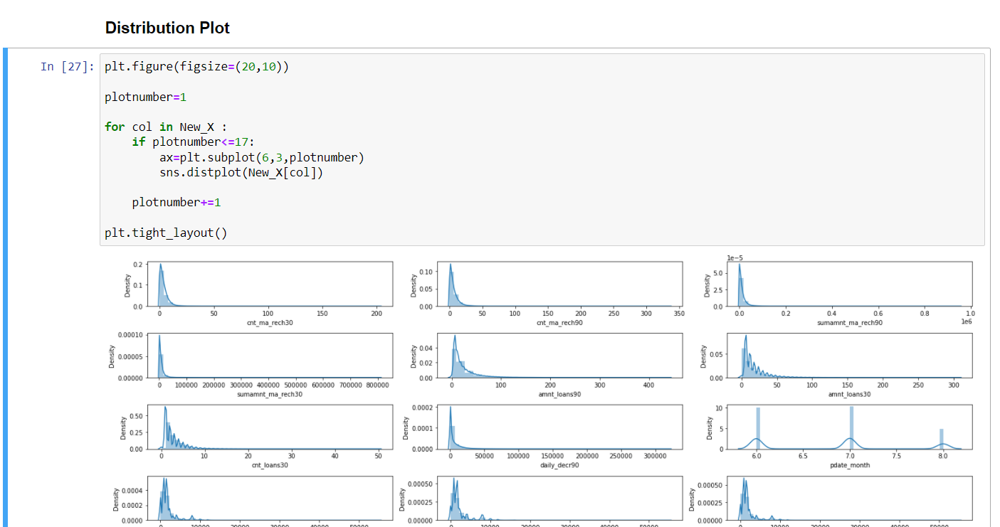 Distribution Plot
In [27]:
plt.figure(figsize=(20,10))
plotnumber=1
for col in New_X :
    if plotnumber<=17:
        ax=plt.subplot(6,3,plotnumber)
        sns.distplot(New_X[col])
    plotnumber+=1
plt.tight_layout()
Density
0.2
0.1
0.0
0 50 100 150 200
cnt_ma_rech30
Density
0.10
0.05
0.00
0 50 100 150 200 250 300 350
cnt_ma_rech90
1e-5
Density
5.0
2.5
0.0
0.0 0.2 0.4 0.6 0.8 1.0
1e6
sumamnt_ma_rech90
Density
0.00010
0.00005
0.00000
0 100000 200000 300000 400000 500000 600000 700000 800000
sumamnt_ma_rech30
Density
0.04
0.02
0.00
0 100 200 300 400
amnt_loans90
Density
0.05
0.00
0 50 100 150 200 250 300
amnt_loans30
Density
0.50
0.25
0.00
0 10 20 30 40 50
cnt_loans30
Density
0.0002
0.0001
0.0000
0 50000 100000 150000 200000 250000 300000
daily_decr90
Density
10
5
0
6.0 6.5 7.0 7.5 8.0
pdate_month
Density
0.0004
0.0002
0.0000
0 10000 20000 30000 40000 50000
Density
0.00050
0.00025
0.00000
0 10000 20000 30000 40000 50000
Density
0.00050
0.00025
0.00000
0 10000 20000 30000 40000 50000